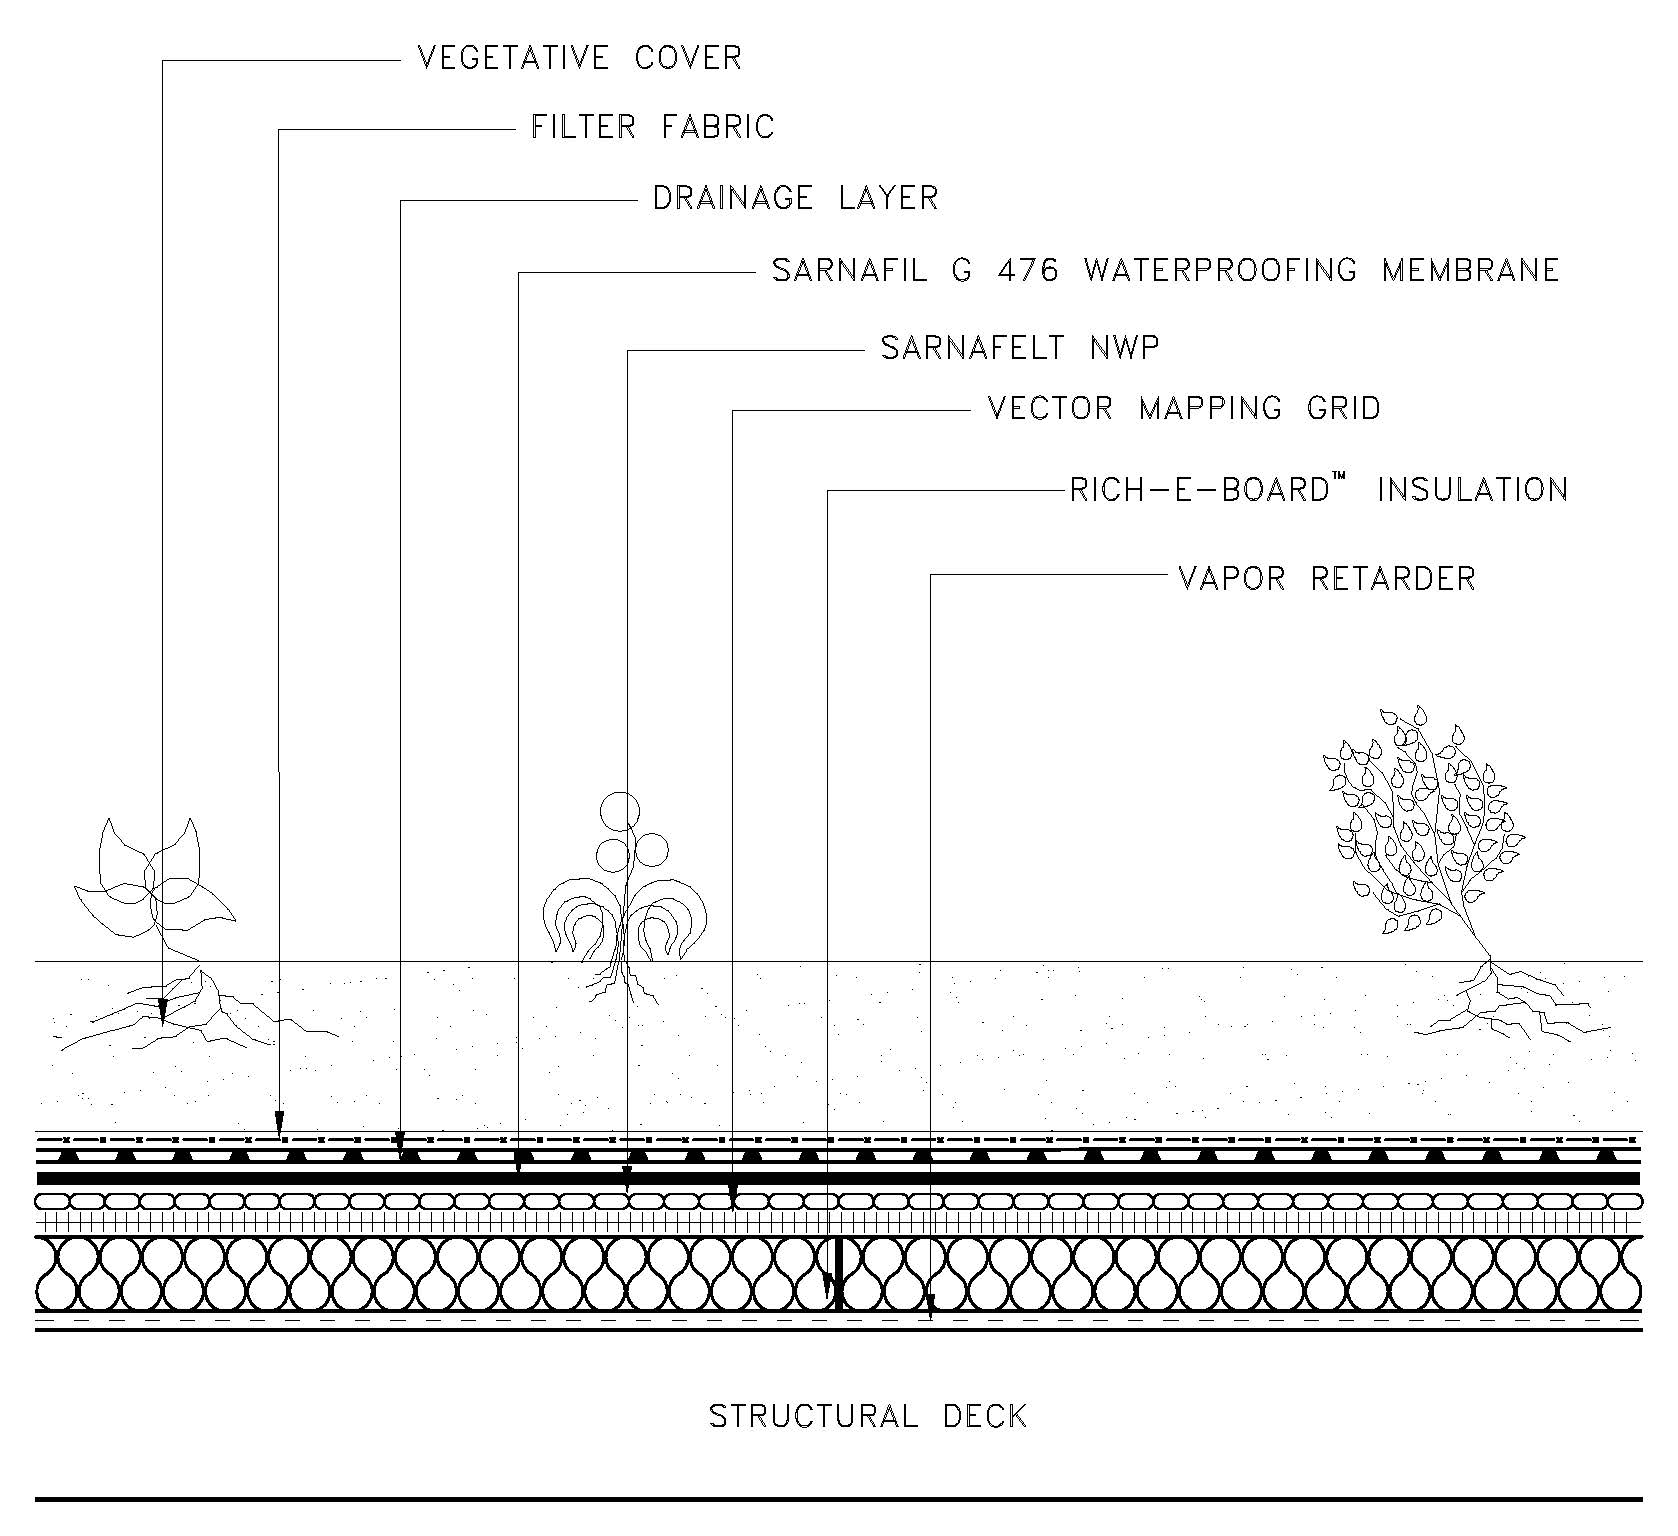 VEGETATIVE COVER
FILTER FABRIC
DRAINAGE LAYER
SARNAFIL G 476 WATERPROOFING MEMBRANE
SARNAFELT NWP
VECTOR MAPPING GRID
RICH-E-BOARD™ INSULATION
VAPOR RETARDER
STRUCTURAL DECK